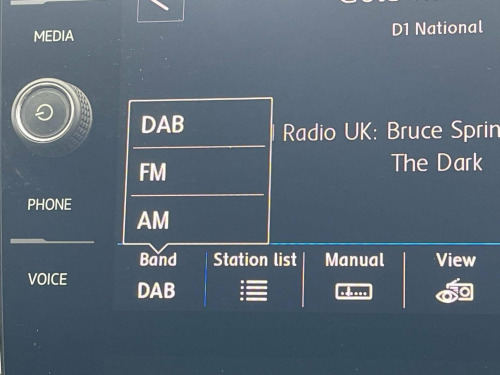 MEDIA
D1 National
DAB
Radio UK: Bruce Sprin
FM
The Dark
AM
PHONE
Band
Station list
Manual
View
VOICE
DAB